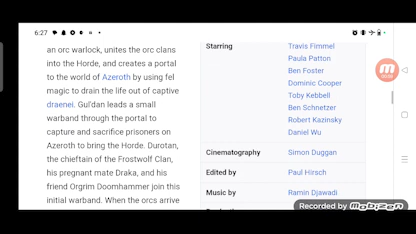 6:27
an orc warlock, unites the orc clans
into the Horde, and creates a portal
to the world of Azeroth by using fel
magic to drain the life out of captive
draenei. Gul'dan leads a small
warband through the portal to
capture and sacrifice prisoners on
Azeroth to bring the Horde. Durotan,
the chieftain of the Frostwolf Clan,
his pregnant mate Draka, and his
friend Orgrim Doomhammer join this
initial warband. When the orcs arrive
Starring
Travis Fimmel
Paula Patton
Ben Foster
Dominic Cooper
Toby Kebbell
Ben Schnetzer
Robert Kazinsky
Daniel Wu
Cinematography
Simon Duggan
Edited by
Paul Hirsch
Music by
Ramin Djawadi
Recorded by
Mobizen